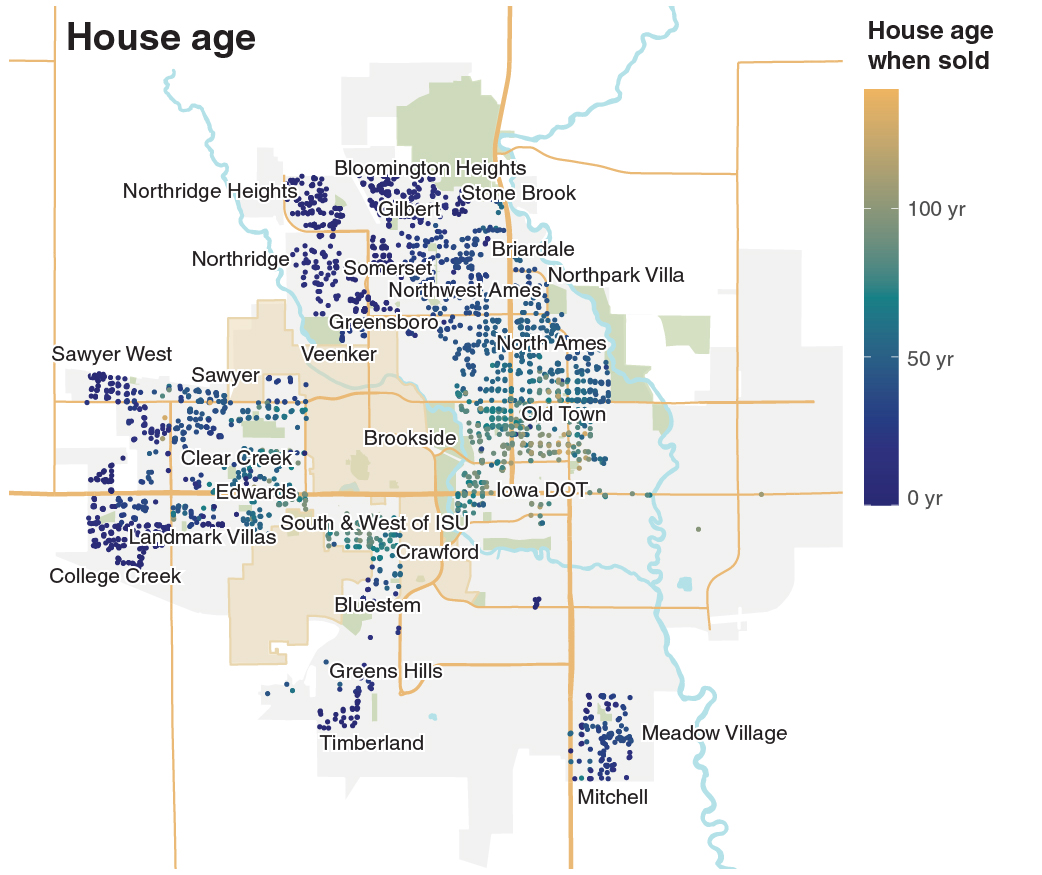 House age
House age
when sold
Bloomington Heights
Northridge Heights
Stone Brook
Gilbert
Briardale
Northridge
Somerset
Northpark Villa
Northwest Ames
Greensboro
North Ames
Sawyer West
Veenker
Sawyer
100 yr
50 yr
0 yr
Old Town
Brookside
Clear Creek
Edwards
Iowa DOT
South & West of ISU
Landmark Villas
Crawford
College Creek
Bluestem
Greens Hills
Timberland
Meadow Village
Mitchell